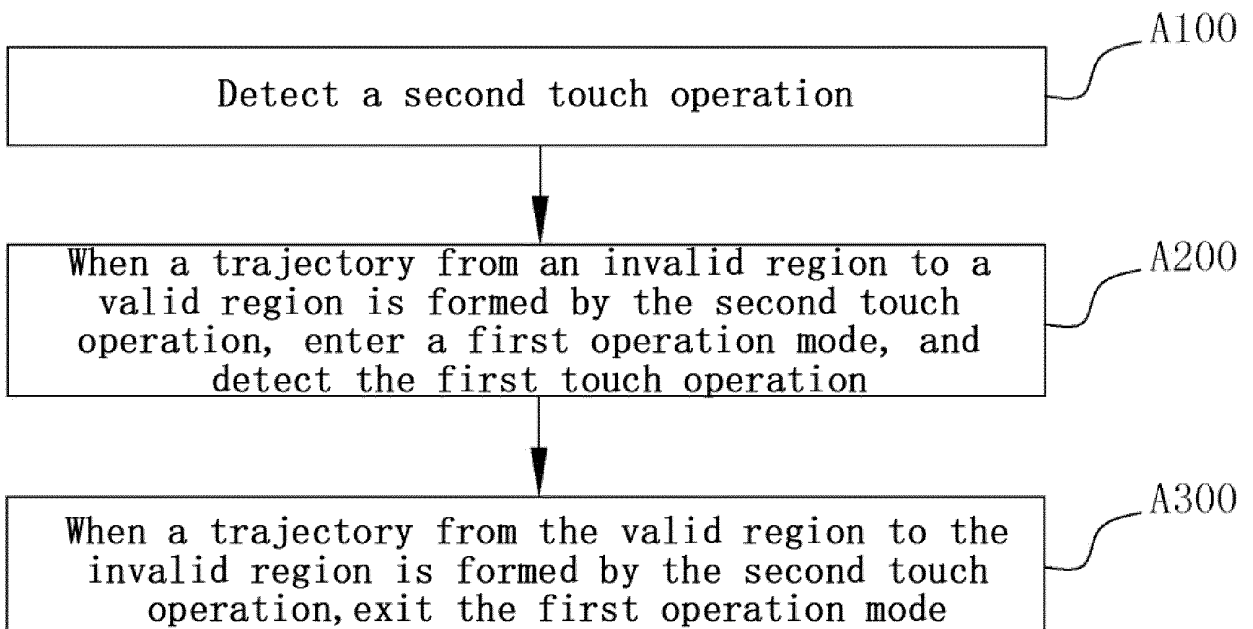 A100
Detect a second touch operation
A200
When a trajectory from an invalid region to a
valid region is formed by the second touch
operation, enter a first operation mode, and
detect the first touch operation
A300
When a trajectory from the valid region to the
invalid region is formed by the second touch
operation,exit the first operation mode